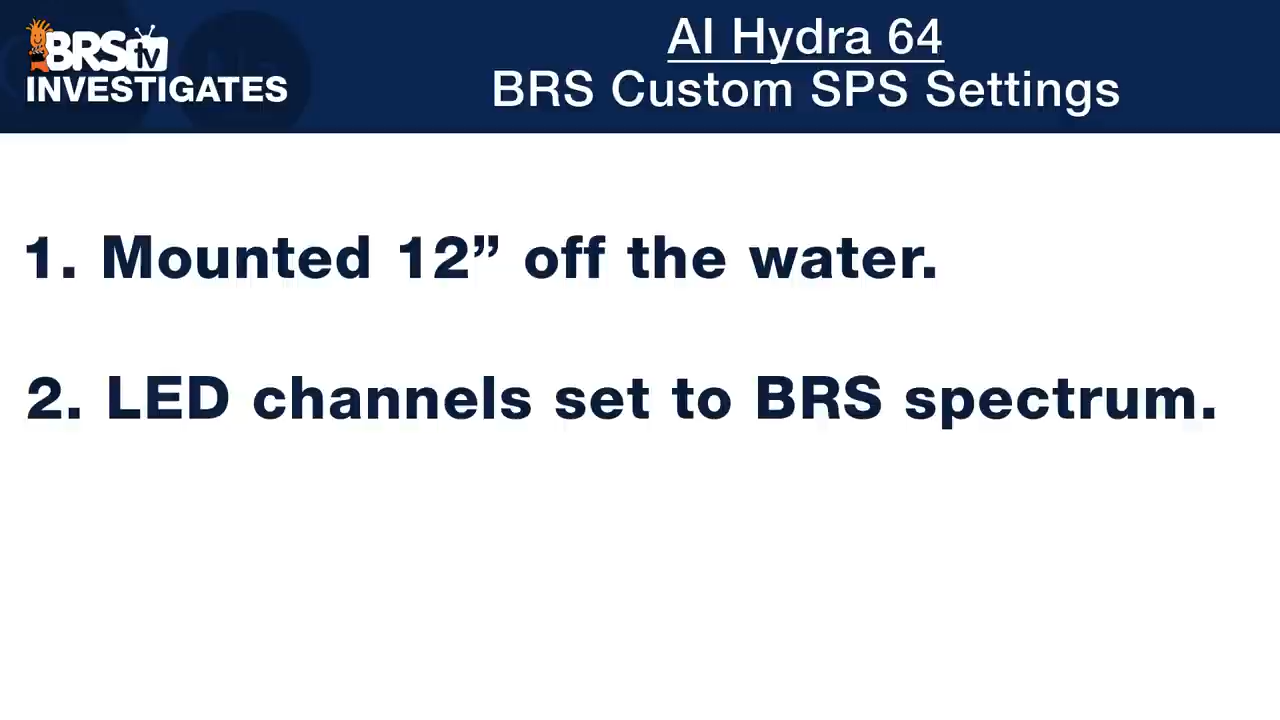 BRStv
INVESTIGATES
AI Hydra 64
BRS Custom SPS Settings
1. Mounted 12” off the water.
2. LED channels set to BRS spectrum.